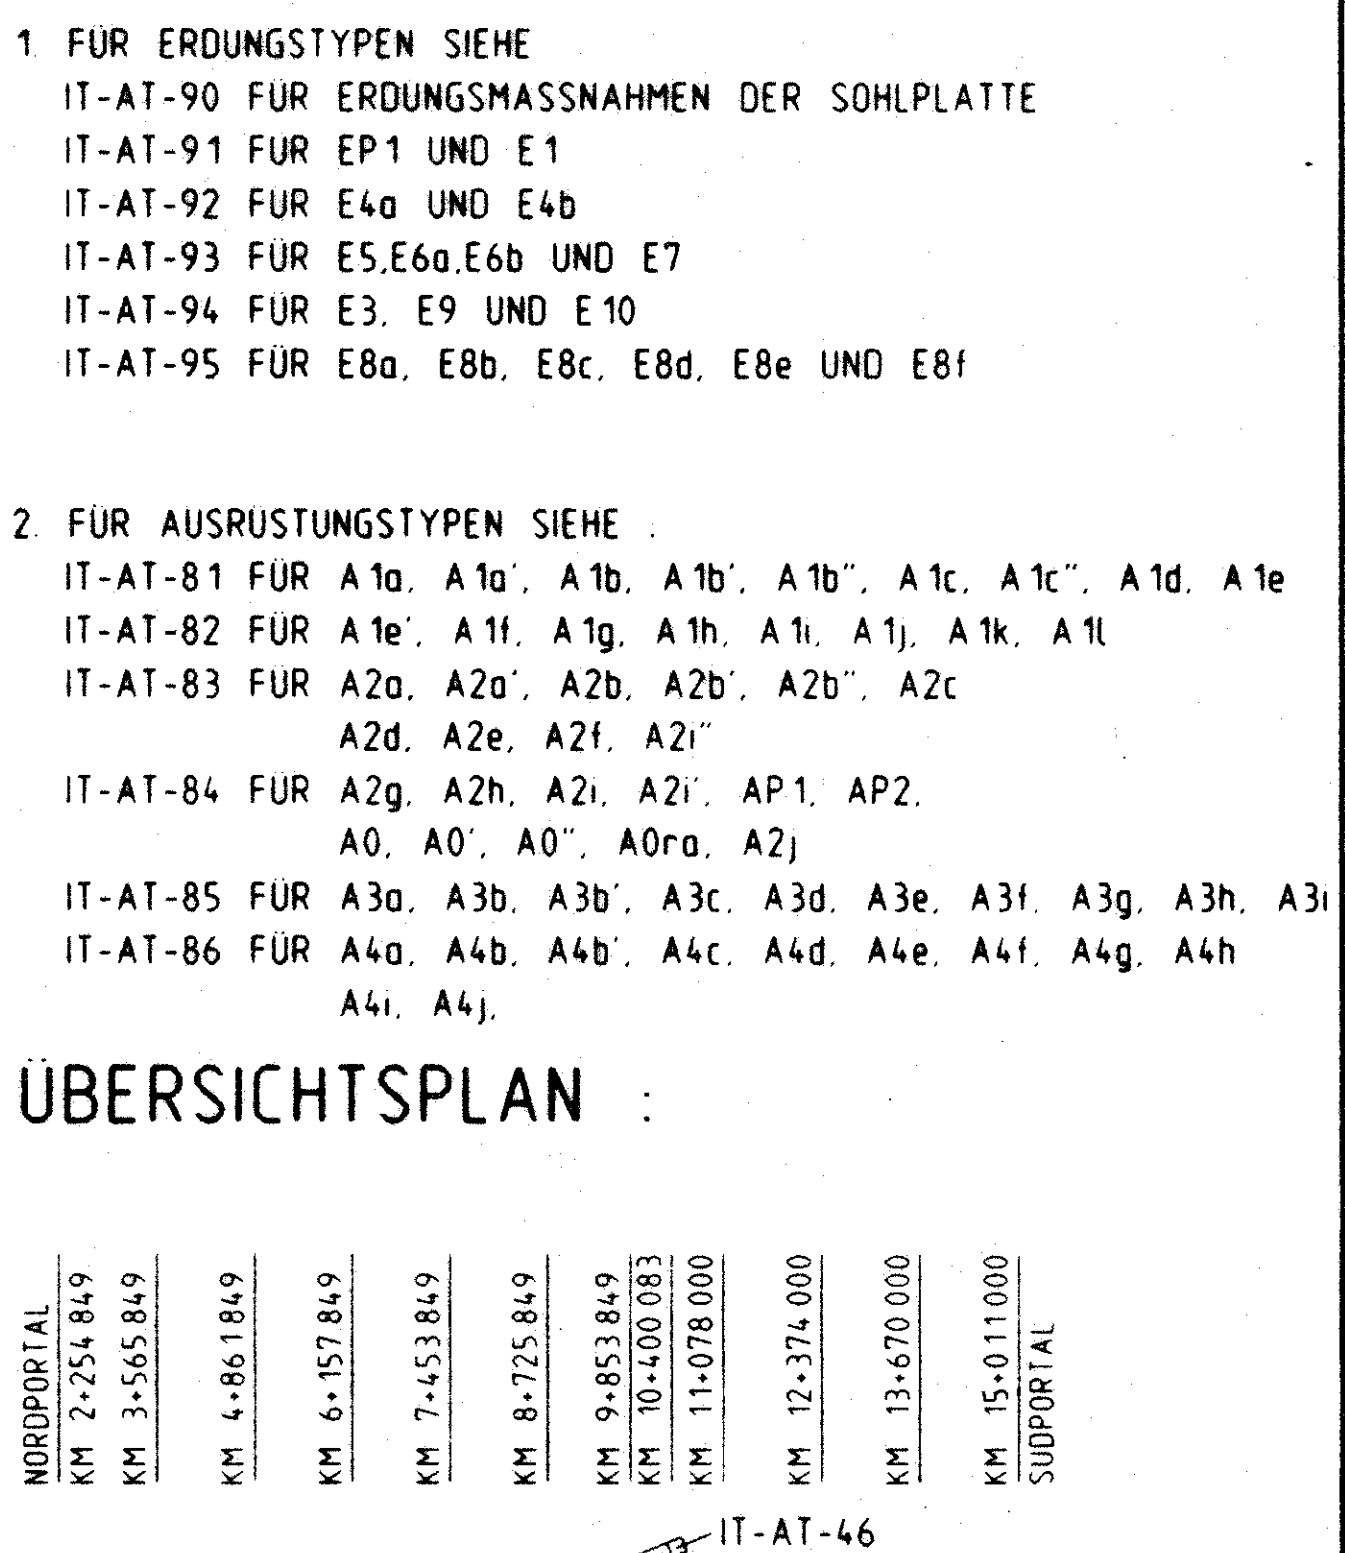 1. FÜR ERDUNGSTYPEN SIEHE
IT-AT-90 FÜR ERDUNGSMASSNAHMEN DER SOHLPLATTE
IT-AT-91 FÜR EP1 UND E1
IT-AT-92 FÜR E4a UND E4b
IT-AT-93 FÜR E5,E6a,E6b UND E7
IT-AT-94 FÜR E3, E9 UND E10
IT-AT-95 FÜR E8a, E8b, E8c, E8d, E8e UND E8f
2. FÜR AUSRÜSTUNGSTYPEN SIEHE :
IT-AT-81 FÜR A1a, A1a', A1b, A1b', A1b", A1c, A1c", A1d, A1e
IT-AT-82 FÜR A1e', A1f, A1g, A1h, A1i, A1j, A1k, A1l
IT-AT-83 FÜR A2a, A2a', A2b, A2b', A2b", A2c
A2d, A2e, A2f, A2i"
IT-AT-84 FÜR A2g, A2h, A2i, A2i', AP1, AP2,
A0, A0', A0", A0ra, A2j
IT-AT-85 FÜR A3a, A3b, A3b', A3c, A3d, A3e, A3f, A3g, A3h, A3i
IT-AT-86 FÜR A4a, A4b, A4b', A4c, A4d, A4e, A4f, A4g, A4h
A4i, A4j,
ÜBERSICHTSPLAN :
NORDPORTAL
KM 2+254 849
KM 3+565 849
KM 4+861 849
KM 6+157 849
KM 7+453 849
KM 8+725 849
KM 9+853 849
KM 10+400 083
KM 11+078 000
KM 12+374 000
KM 13+670 000
KM 15+011 000
SÜDPORTAL
IT-AT-46